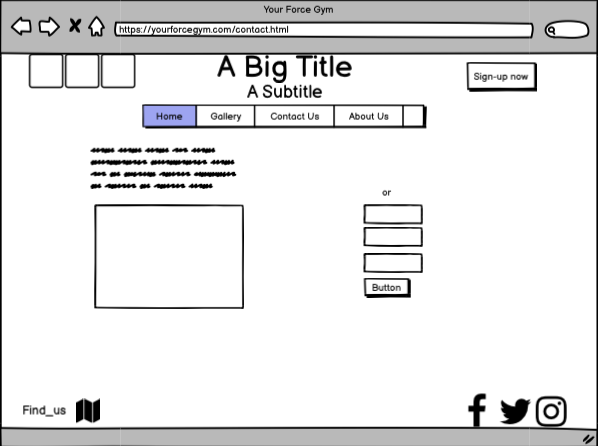 Your Force Gym
https://yourforcegym.com/contact.html
A Big Title
Sign-up now
A Subtitle
Home Gallery Contact Us About Us
or
Button
Find_us